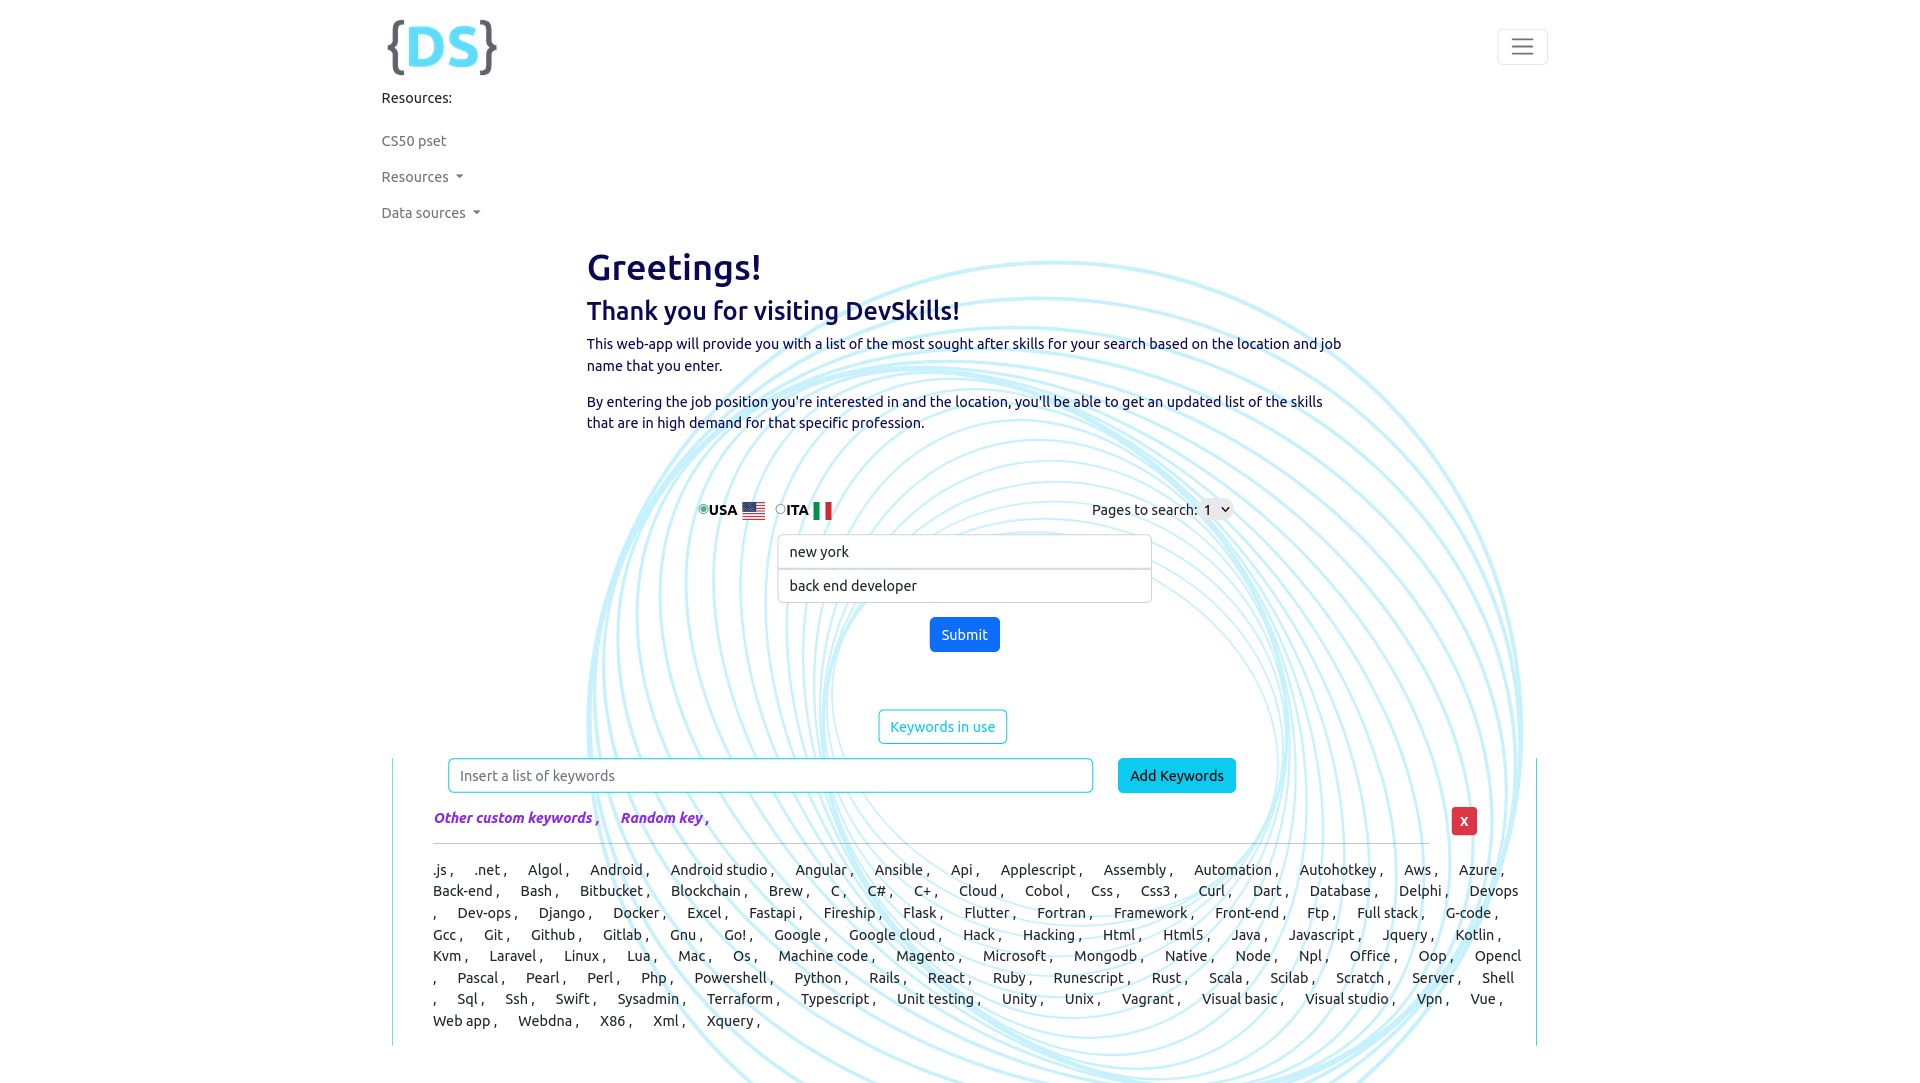 {DS}
Resources:
CS50 pset
Resources
Data sources
Greetings!
Thank you for visiting DevSkills!
This web-app will provide you with a list of the most sought after skills for your search based on the location and job
name that you enter.
By entering the job position you're interested in and the location, you'll be able to get an updated list of the skills
that are in high demand for that specific profession.
USA ITA Pages to search: 1
new york
back end developer
Submit
Keywords in use
Insert a list of keywords Add Keywords
Other custom keywords , Random key , X
.js , .net , Algol , Android , Android studio , Angular , Ansible , Api , Applescript , Assembly , Automation , Autohotkey , Aws , Azure ,
Back-end , Bash , Bitbucket , Blockchain , Brew , C , C# , C+ , Cloud , Cobol , Css , Css3 , Curl , Dart , Database , Delphi , Devops
, Dev-ops , Django , Docker , Excel , Fastapi , Fireship , Flask , Flutter , Fortran , Framework , Front-end , Ftp , Full stack , G-code ,
Gcc , Git , Github , Gitlab , Gnu , Go! , Google , Google cloud , Hack , Hacking , Html , Html5 , Java , Javascript , Jquery , Kotlin ,
Kvm , Laravel , Linux , Lua , Mac , Os , Machine code , Magento , Microsoft , Mongodb , Native , Node , Npl , Office , Oop , Opencl
, Pascal , Pearl , Perl , Php , Powershell , Python , Rails , React , Ruby , Runescript , Rust , Scala , Scilab , Scratch , Server , Shell
, Sql , Ssh , Swift , Sysadmin , Terraform , Typescript , Unit testing , Unity , Unix , Vagrant , Visual basic , Visual studio , Vpn , Vue ,
Web app , Webdna , X86 , Xml , Xquery ,